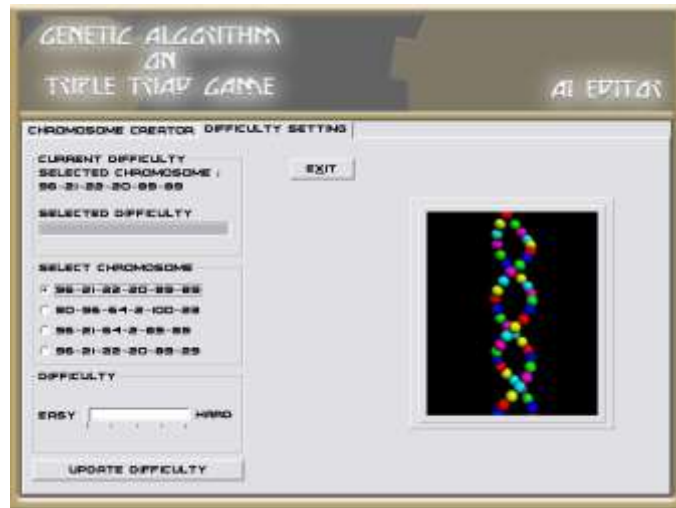 GENETIC ALGORITHM
ON
TRIPLE TRIAD GAME
AI EDITOR
CHROMOSOME CREATOR DIFFICULTY SETTING
CURRENT DIFFICULTY
SELECTED CHROMOSOME :
EXIT
SELECTED DIFFICULTY
SELECT CHROMOSOME
DIFFICULTY
EASY HARD
UPDATE DIFFICULTY